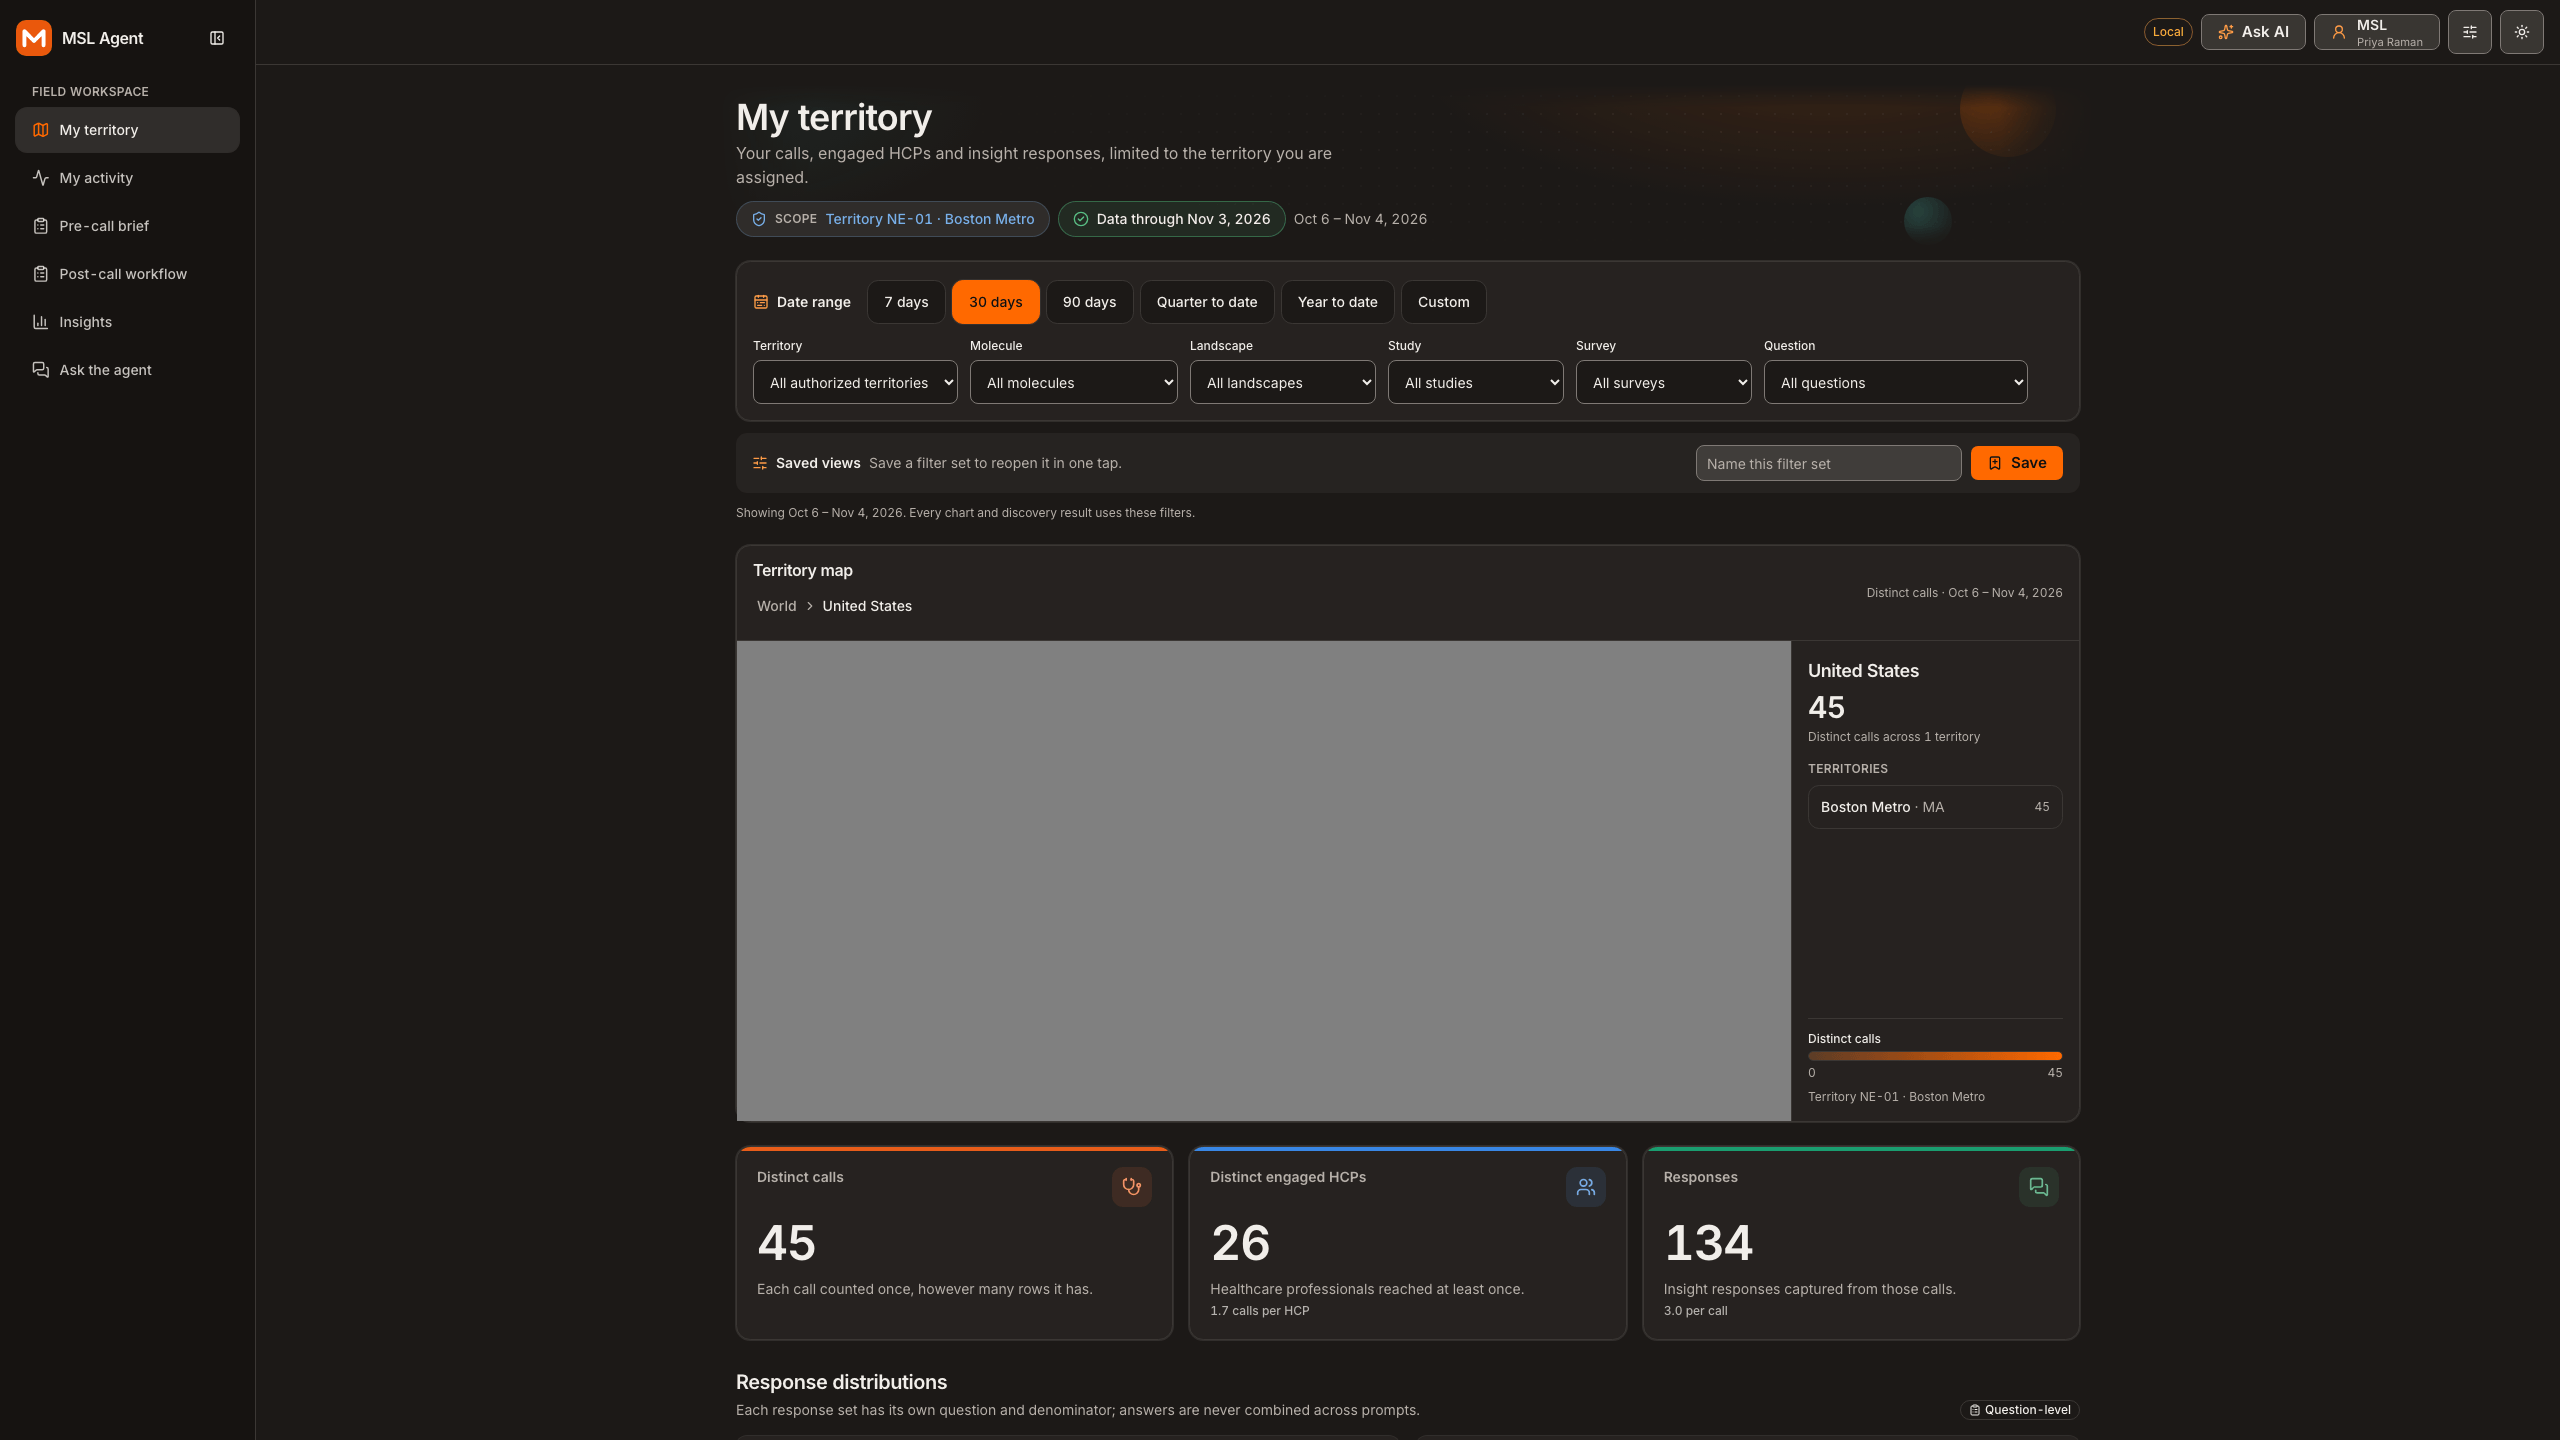 MSL Agent
Local
Ask AI
MSL
Priya Raman
FIELD WORKSPACE
My territory
My activity
Pre-call brief
Post-call workflow
Insights
Ask the agent
My territory
Your calls, engaged HCPs and insight responses, limited to the territory you are
assigned.
SCOPE Territory NE-01 · Boston Metro
Data through Nov 3, 2026
Oct 6 – Nov 4, 2026
Date range
7 days
30 days
90 days
Quarter to date
Year to date
Custom
Territory
Molecule
Landscape
Study
Survey
Question
All authorized territories
All molecules
All landscapes
All studies
All surveys
All questions
Saved views Save a filter set to reopen it in one tap.
Name this filter set
Save
Showing Oct 6 – Nov 4, 2026. Every chart and discovery result uses these filters.
Territory map
World > United States
Distinct calls · Oct 6 – Nov 4, 2026
United States
45
Distinct calls across 1 territory
TERRITORIES
Boston Metro · MA 45
Distinct calls
0 45
Territory NE-01 · Boston Metro
Distinct calls
45
Each call counted once, however many rows it has.
Distinct engaged HCPs
26
Healthcare professionals reached at least once.
1.7 calls per HCP
Responses
134
Insight responses captured from those calls.
3.0 per call
Response distributions
Each response set has its own question and denominator; answers are never combined across prompts.
Question-level